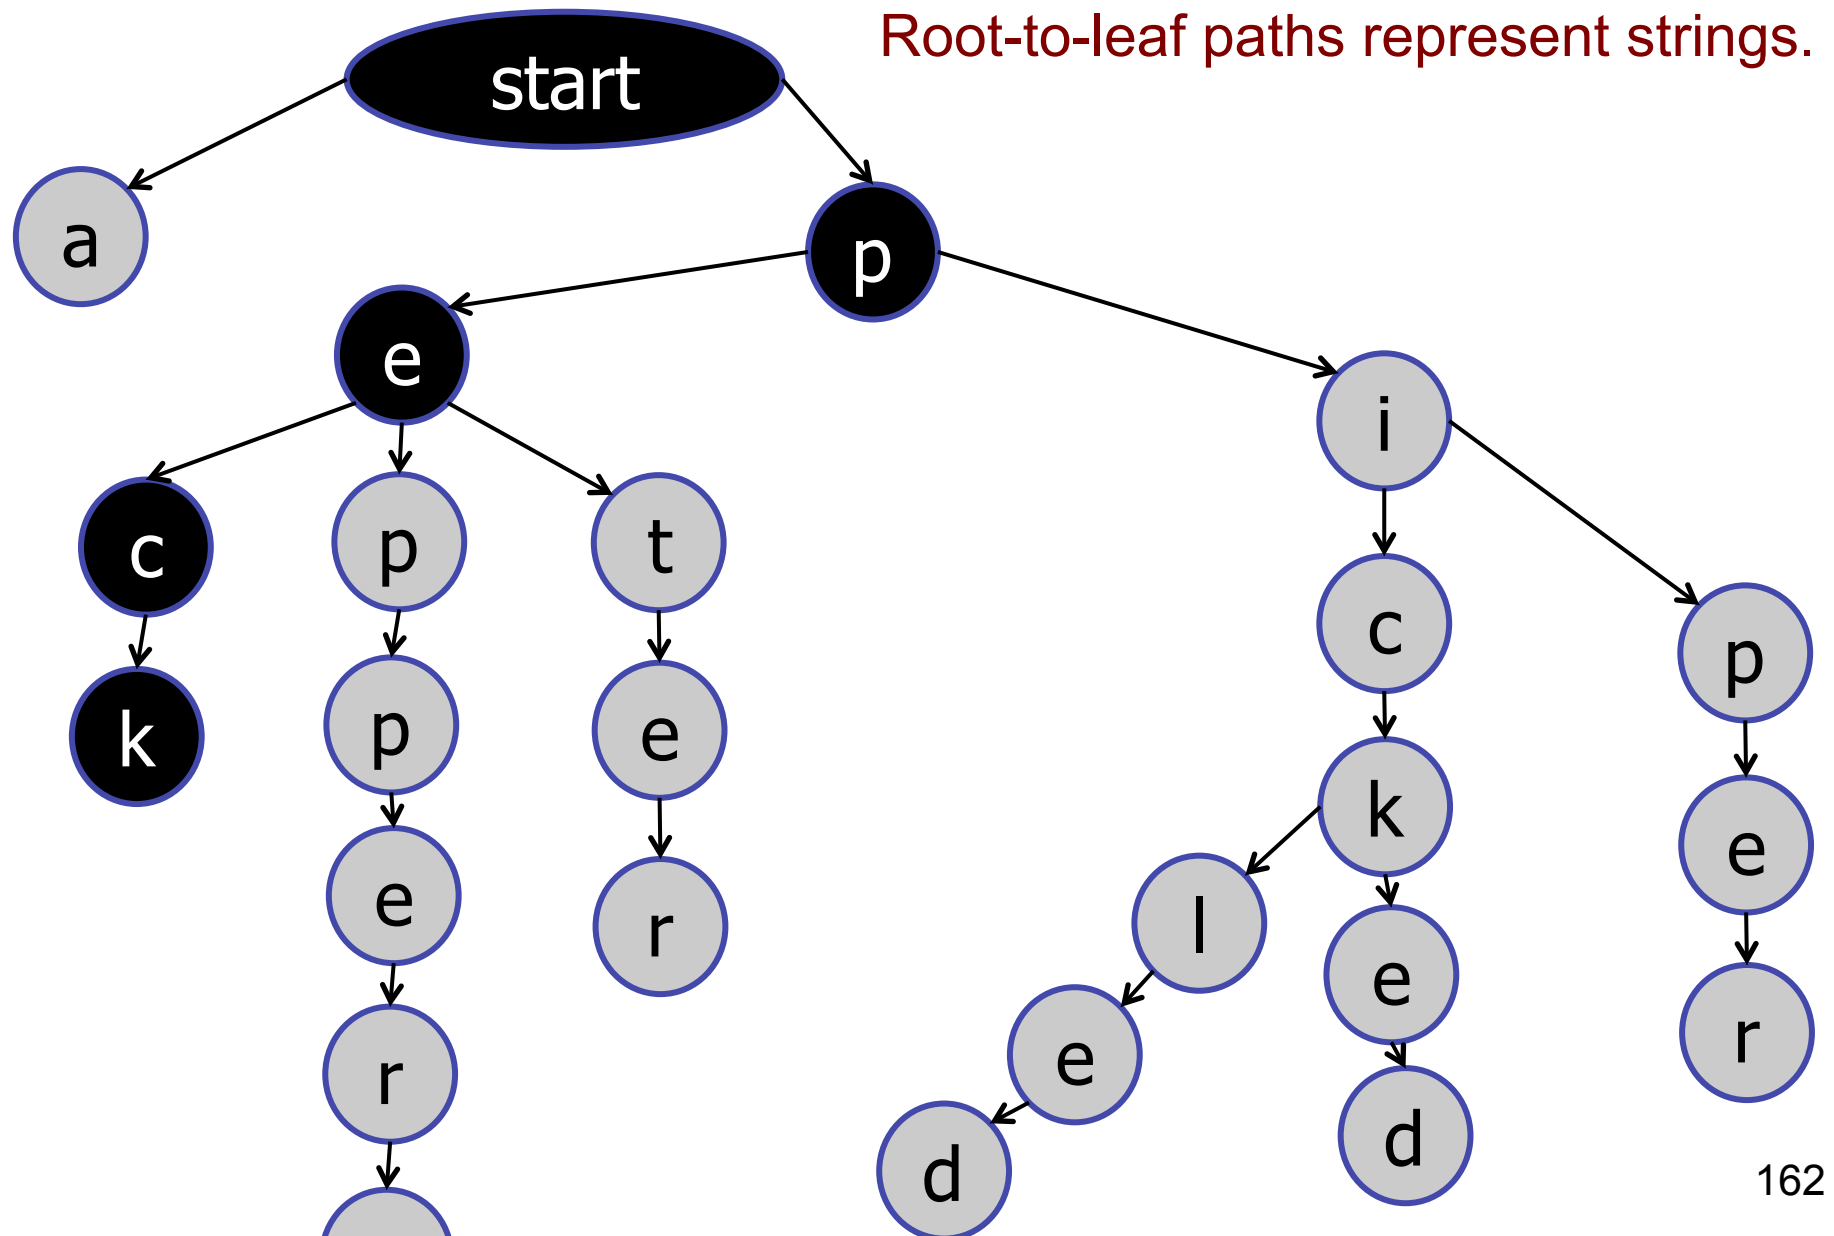 Root-to-leaf paths represent strings.
start
a
p
e
i
c
p
t
c
p
k
p
e
k
e
e
r
l
e
r
r
e
d
d
162